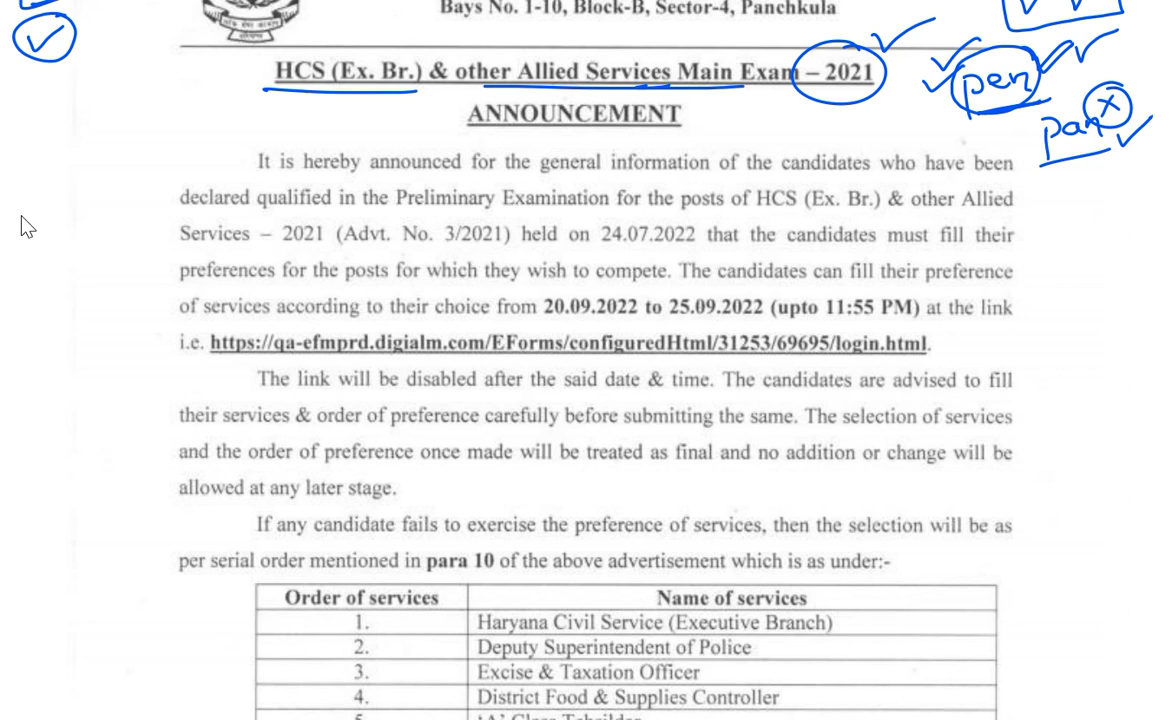 Bays No. 1-10, Block-B, Sector-4, Panchkula
HCS (Ex. Br.) & other Allied Services Main Exam – 2021
pen
pan
ANNOUNCEMENT
It is hereby announced for the general information of the candidates who have been
declared qualified in the Preliminary Examination for the posts of HCS (Ex. Br.) & other Allied
Services – 2021 (Advt. No. 3/2021) held on 24.07.2022 that the candidates must fill their
preferences for the posts for which they wish to compete. The candidates can fill their preference
of services according to their choice from 20.09.2022 to 25.09.2022 (upto 11:55 PM) at the link
i.e. https://qa-efmprd.digialm.com/EForms/configuredHtml/31253/69695/login.html.
The link will be disabled after the said date & time. The candidates are advised to fill
their services & order of preference carefully before submitting the same. The selection of services
and the order of preference once made will be treated as final and no addition or change will be
allowed at any later stage.
If any candidate fails to exercise the preference of services, then the selection will be as
per serial order mentioned in para 10 of the above advertisement which is as under:-
Order of services Name of services
1. Haryana Civil Service (Executive Branch)
2. Deputy Superintendent of Police
3. Excise & Taxation Officer
4. District Food & Supplies Controller